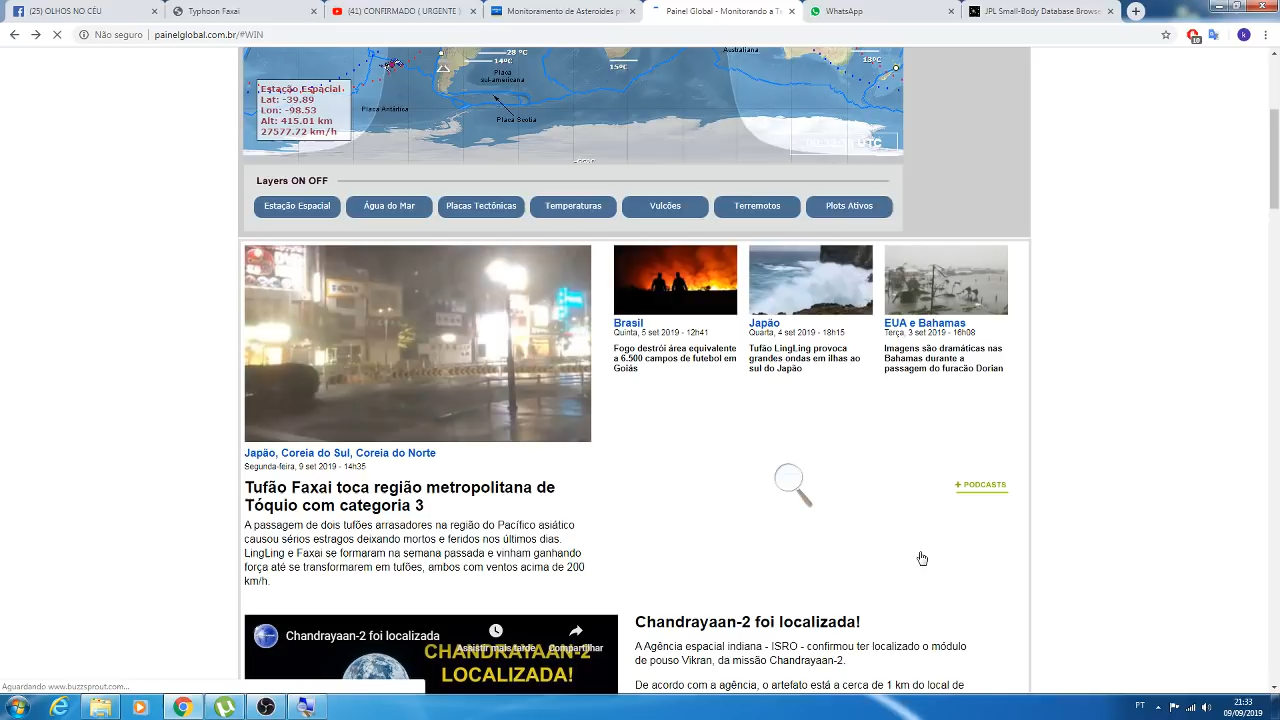 (25) OLHOS NO CÉU
Typhoon Faxai
(41) CONFIRMADO ( URGENTE )
Monitoramento de Asteroides p
Painel Global - Monitorando a T
WhatsApp
JPL Small-Body Database Browse
Não seguro
painelglobal.com.br/#WIN
19
k
28 ºC
14ºC
15ºC
13ºC
Australiana
Placa
sul-americana
Placa Antártica
Placa Scotia
Estação Espacial
Lat: -39.89
Lon: -98.53
Alt: 415.01 km
27577.72 km/h
UTC
Layers ON OFF
Estação Espacial
Água do Mar
Placas Tectônicas
Temperaturas
Vulcões
Terremotos
Plots Ativos
Brasil
Quinta, 5 set 2019 - 12h41
Fogo destrói área equivalente
a 6.500 campos de futebol em
Goiás
Japão
Quarta, 4 set 2019 - 18h15
Tufão LingLing provoca
grandes ondas em ilhas ao
sul do Japão
EUA e Bahamas
Terça, 3 set 2019 - 16h08
Imagens são dramáticas nas
Bahamas durante a
passagem do furacão Dorian
Japão, Coreia do Sul, Coreia do Norte
Segunda-feira, 9 set 2019 - 14h35
Tufão Faxai toca região metropolitana de
Tóquio com categoria 3
A passagem de dois tufões arrasadores na região do Pacífico asiático
causou sérios estragos deixando mortos e feridos nos últimos dias.
LingLing e Faxai se formaram na semana passada e vinham ganhando
força até se transformarem em tufões, ambos com ventos acima de 200
km/h.
+ PODCASTS
Chandrayaan-2 foi localizada
Assistir mais tarde
Compartilhar
CHANDRAYAAN-2
LOCALIZADA!
Chandrayaan-2 foi localizada!
A Agência espacial indiana - ISRO - confirmou ter localizado o módulo
de pouso Vikran, da missão Chandrayaan-2.
De acordo com a agência, o artefato está a cerca de 1 km do local de
Aguardando www.buzzsprout.com...
PT
21:33
09/09/2019